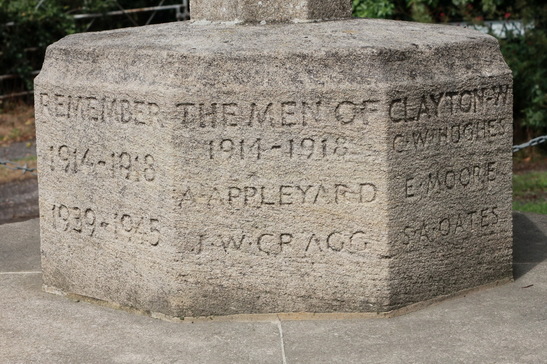 REMEMBER THE MEN OF CLAYTON-W
1914-1918
1939-1945
1914-1918
A·APPLEYARD
J·W·CRAGG
G·W·HUGHES
E·MOORE
S·A·OATES